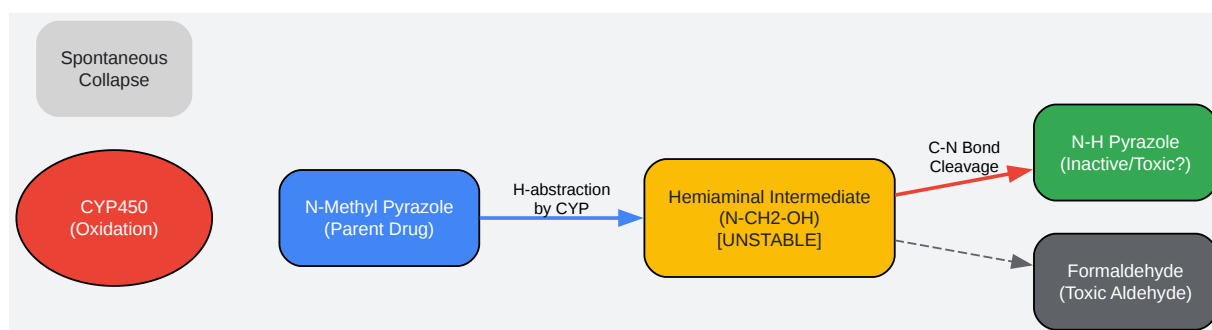 Spontaneous
Collapse
CYP450
(Oxidation)
N-Methyl Pyrazole
(Parent Drug)
H-abstraction
by CYP
Hemiaminal Intermediate
(N-CH2-OH)
[UNSTABLE]
C-N Bond
Cleavage
N-H Pyrazole
(Inactive/Toxic?)
Formaldehyde
(Toxic Aldehyde)